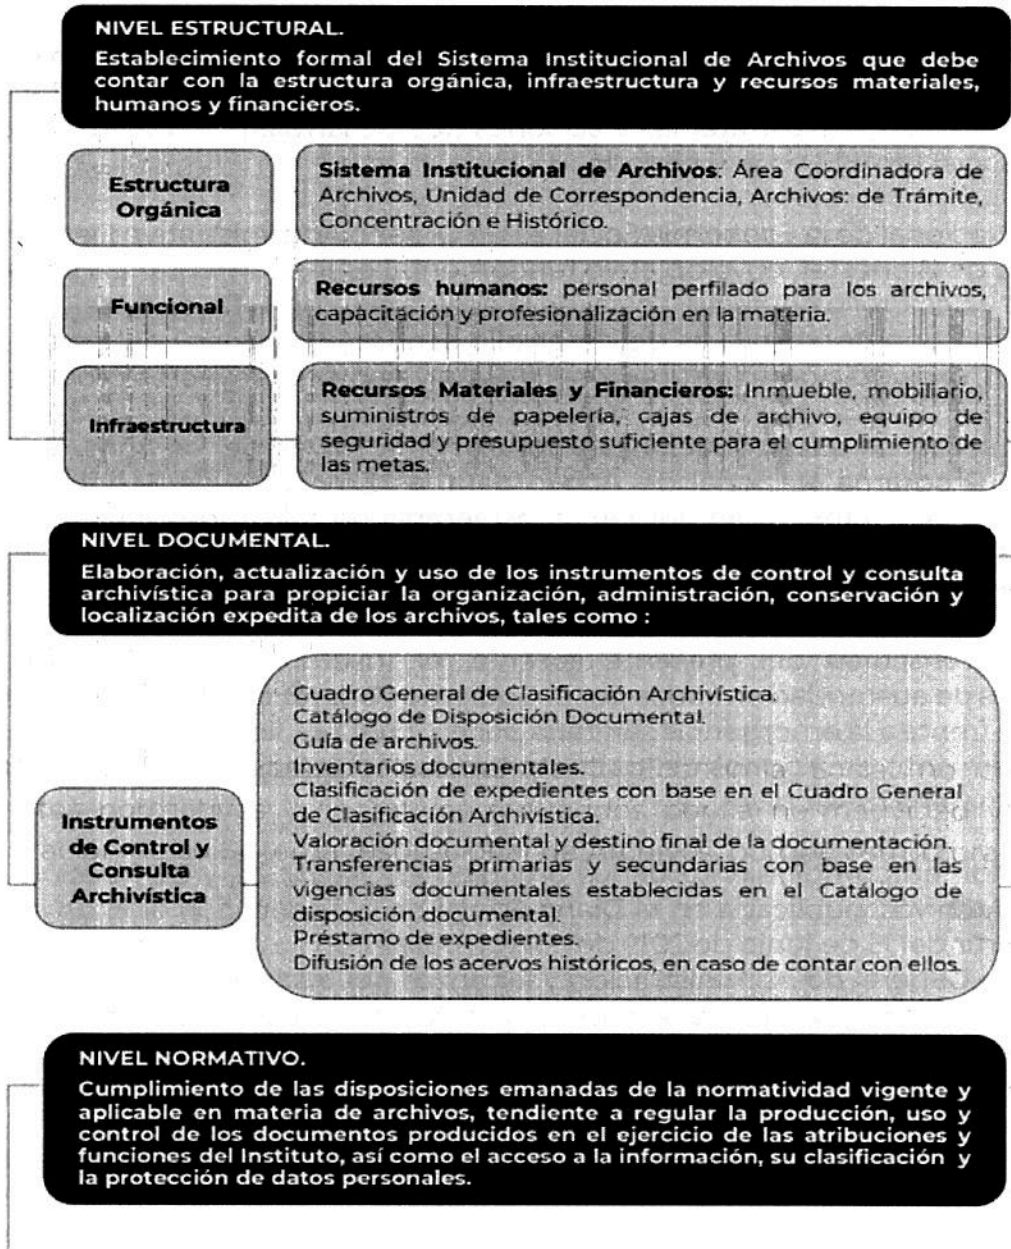 NIVEL ESTRUCTURAL.
Establecimiento formal del Sistema Institucional de Archivos que debe
contar con la estructura orgánica, infraestructura y recursos materiales,
humanos y financieros.
Estructura
Orgánica
Sistema Institucional de Archivos: Área Coordinadora de
Archivos, Unidad de Correspondencia, Archivos: de Trámite,
Concentración e Histórico.
Funcional
Recursos humanos: personal perfilado para los archivos,
capacitación y profesionalización en la materia.
Infraestructura
Recursos Materiales y Financieros: Inmueble, mobiliario,
suministros de papelería, cajas de archivo, equipo de
seguridad y presupuesto suficiente para el cumplimiento de
las metas.
NIVEL DOCUMENTAL.
Elaboración, actualización y uso de los instrumentos de control y consulta
archivística para propiciar la organización, administración, conservación y
localización expedita de los archivos, tales como :
Instrumentos
de Control y
Consulta
Archivística
Cuadro General de Clasificación Archivística.
Catálogo de Disposición Documental.
Guía de archivos.
Inventarios documentales.
Clasificación de expedientes con base en el Cuadro General
de Clasificación Archivística.
Valoración documental y destino final de la documentación.
Transferencias primarias y secundarias con base en las
vigencias documentales establecidas en el Catálogo de
disposición documental.
Préstamo de expedientes.
Difusión de los acervos históricos, en caso de contar con ellos.
NIVEL NORMATIVO.
Cumplimiento de las disposiciones emanadas de la normatividad vigente y
aplicable en materia de archivos, tendiente a regular la producción, uso y
control de los documentos producidos en el ejercicio de las atribuciones y
funciones del Instituto, así como el acceso a la información, su clasificación y
la protección de datos personales.